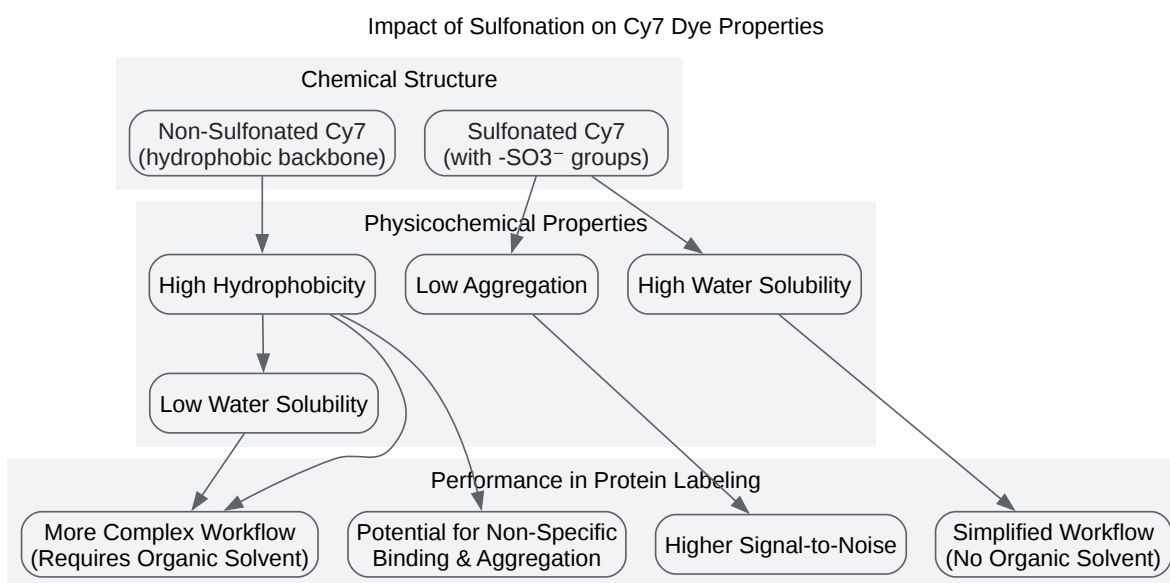 Impact of Sulfonation on Cy7 Dye Properties
Chemical Structure
Non-Sulfonated Cy7
(hydrophobic backbone)
Sulfonated Cy7
(with -SO3⁻ groups)
Physicochemical Properties
High Hydrophobicity
Low Aggregation
High Water Solubility
Low Water Solubility
Performance in Protein Labeling
More Complex Workflow
(Requires Organic Solvent)
Potential for Non-Specific
Binding & Aggregation
Higher Signal-to-Noise
Simplified Workflow
(No Organic Solvent)